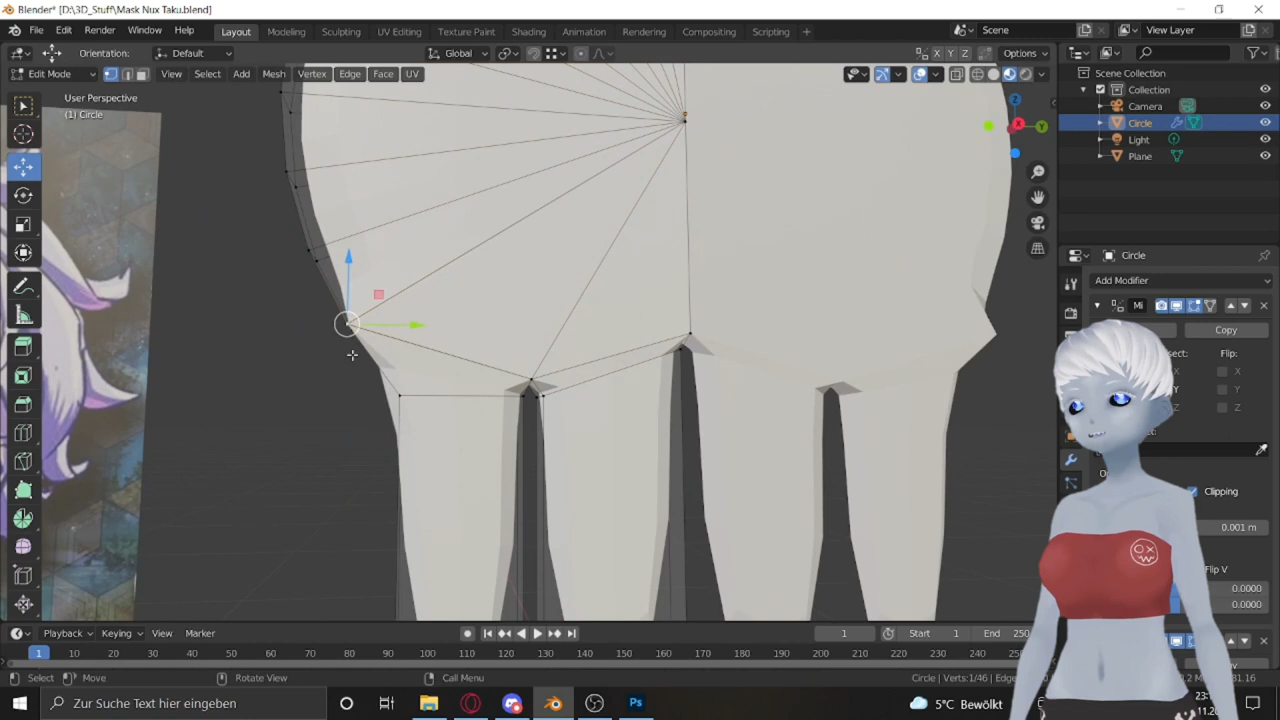 Blender* [D:\3D_Stuff\Mask Nux Taku.blend]
File Edit Render Window Help Layout Modeling Sculpting UV Editing Texture Paint Shading Animation Rendering Compositing Scripting + Scene View Layer
Orientation: Default Global X Y Z Options
Edit Mode View Select Add Mesh Vertex Edge Face UV
User Perspective
(1) Circle
Scene Collection
Collection
Camera
Circle
Light
Plane
X Y
Circle
Add Modifier
Mi
Copy
Flip:
X
Y
Z
Clipping
0.001 m
Flip V
0.0000
0.0000
Playback Keying View Marker 1 Start 1 End 250
1 10 20 30 40 50 60 70 80 90 100 110 120 130 140 150 160 170 180 190 200 210 220 230 240 250
Select Move Rotate View Call Menu Circle | Verts:1/46 | Edge
Zur Suche Text hier eingeben 5°C Bewölkt